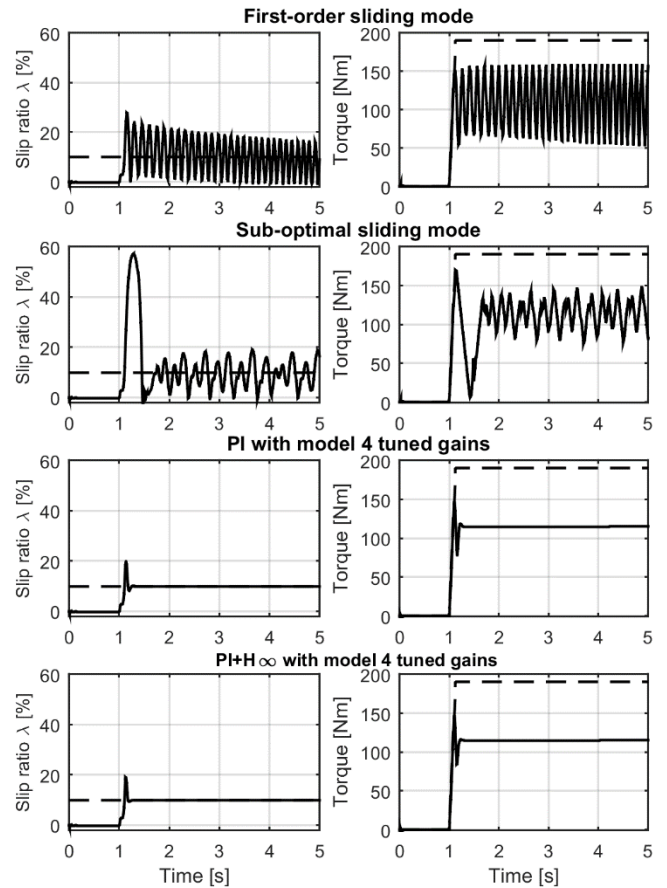 First-order sliding mode
Slip ratio λ [%]
60
40
20
0
0 1 2 3 4 5
Torque [Nm]
200
150
100
50
0
0 1 2 3 4 5
Sub-optimal sliding mode
Slip ratio λ [%]
60
40
20
0
0 1 2 3 4 5
Torque [Nm]
200
150
100
50
0
0 1 2 3 4 5
PI with model 4 tuned gains
Slip ratio λ [%]
60
40
20
0
0 1 2 3 4 5
Torque [Nm]
200
150
100
50
0
0 1 2 3 4 5
PI+H ∞ with model 4 tuned gains
Slip ratio λ [%]
60
40
20
0
0 1 2 3 4 5
Time [s]
Torque [Nm]
200
150
100
50
0
0 1 2 3 4 5
Time [s]